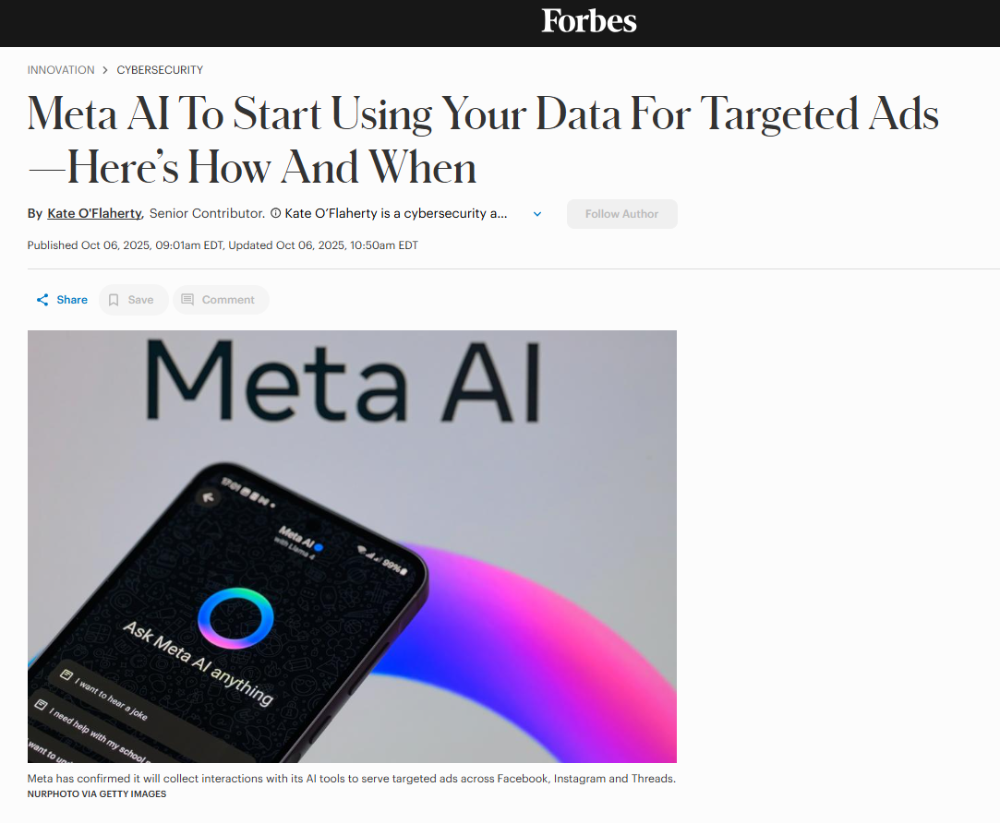 Forbes
INNOVATION > CYBERSECURITY
Meta AI To Start Using Your Data For Targeted Ads
—Here’s How And When
By Kate O'Flaherty, Senior Contributor. Kate O’Flaherty is a cybersecurity a...
Follow Author
Published Oct 06, 2025, 09:01am EDT, Updated Oct 06, 2025, 10:50am EDT
Share
Save
Comment
Meta AI
17:01
99%
Meta AI
with Llama 4
Ask Meta AI anything
I want to hear a joke
I need help with my school
want to
Meta has confirmed it will collect interactions with its AI tools to serve targeted ads across Facebook, Instagram and Threads.
NURPHOTO VIA GETTY IMAGES